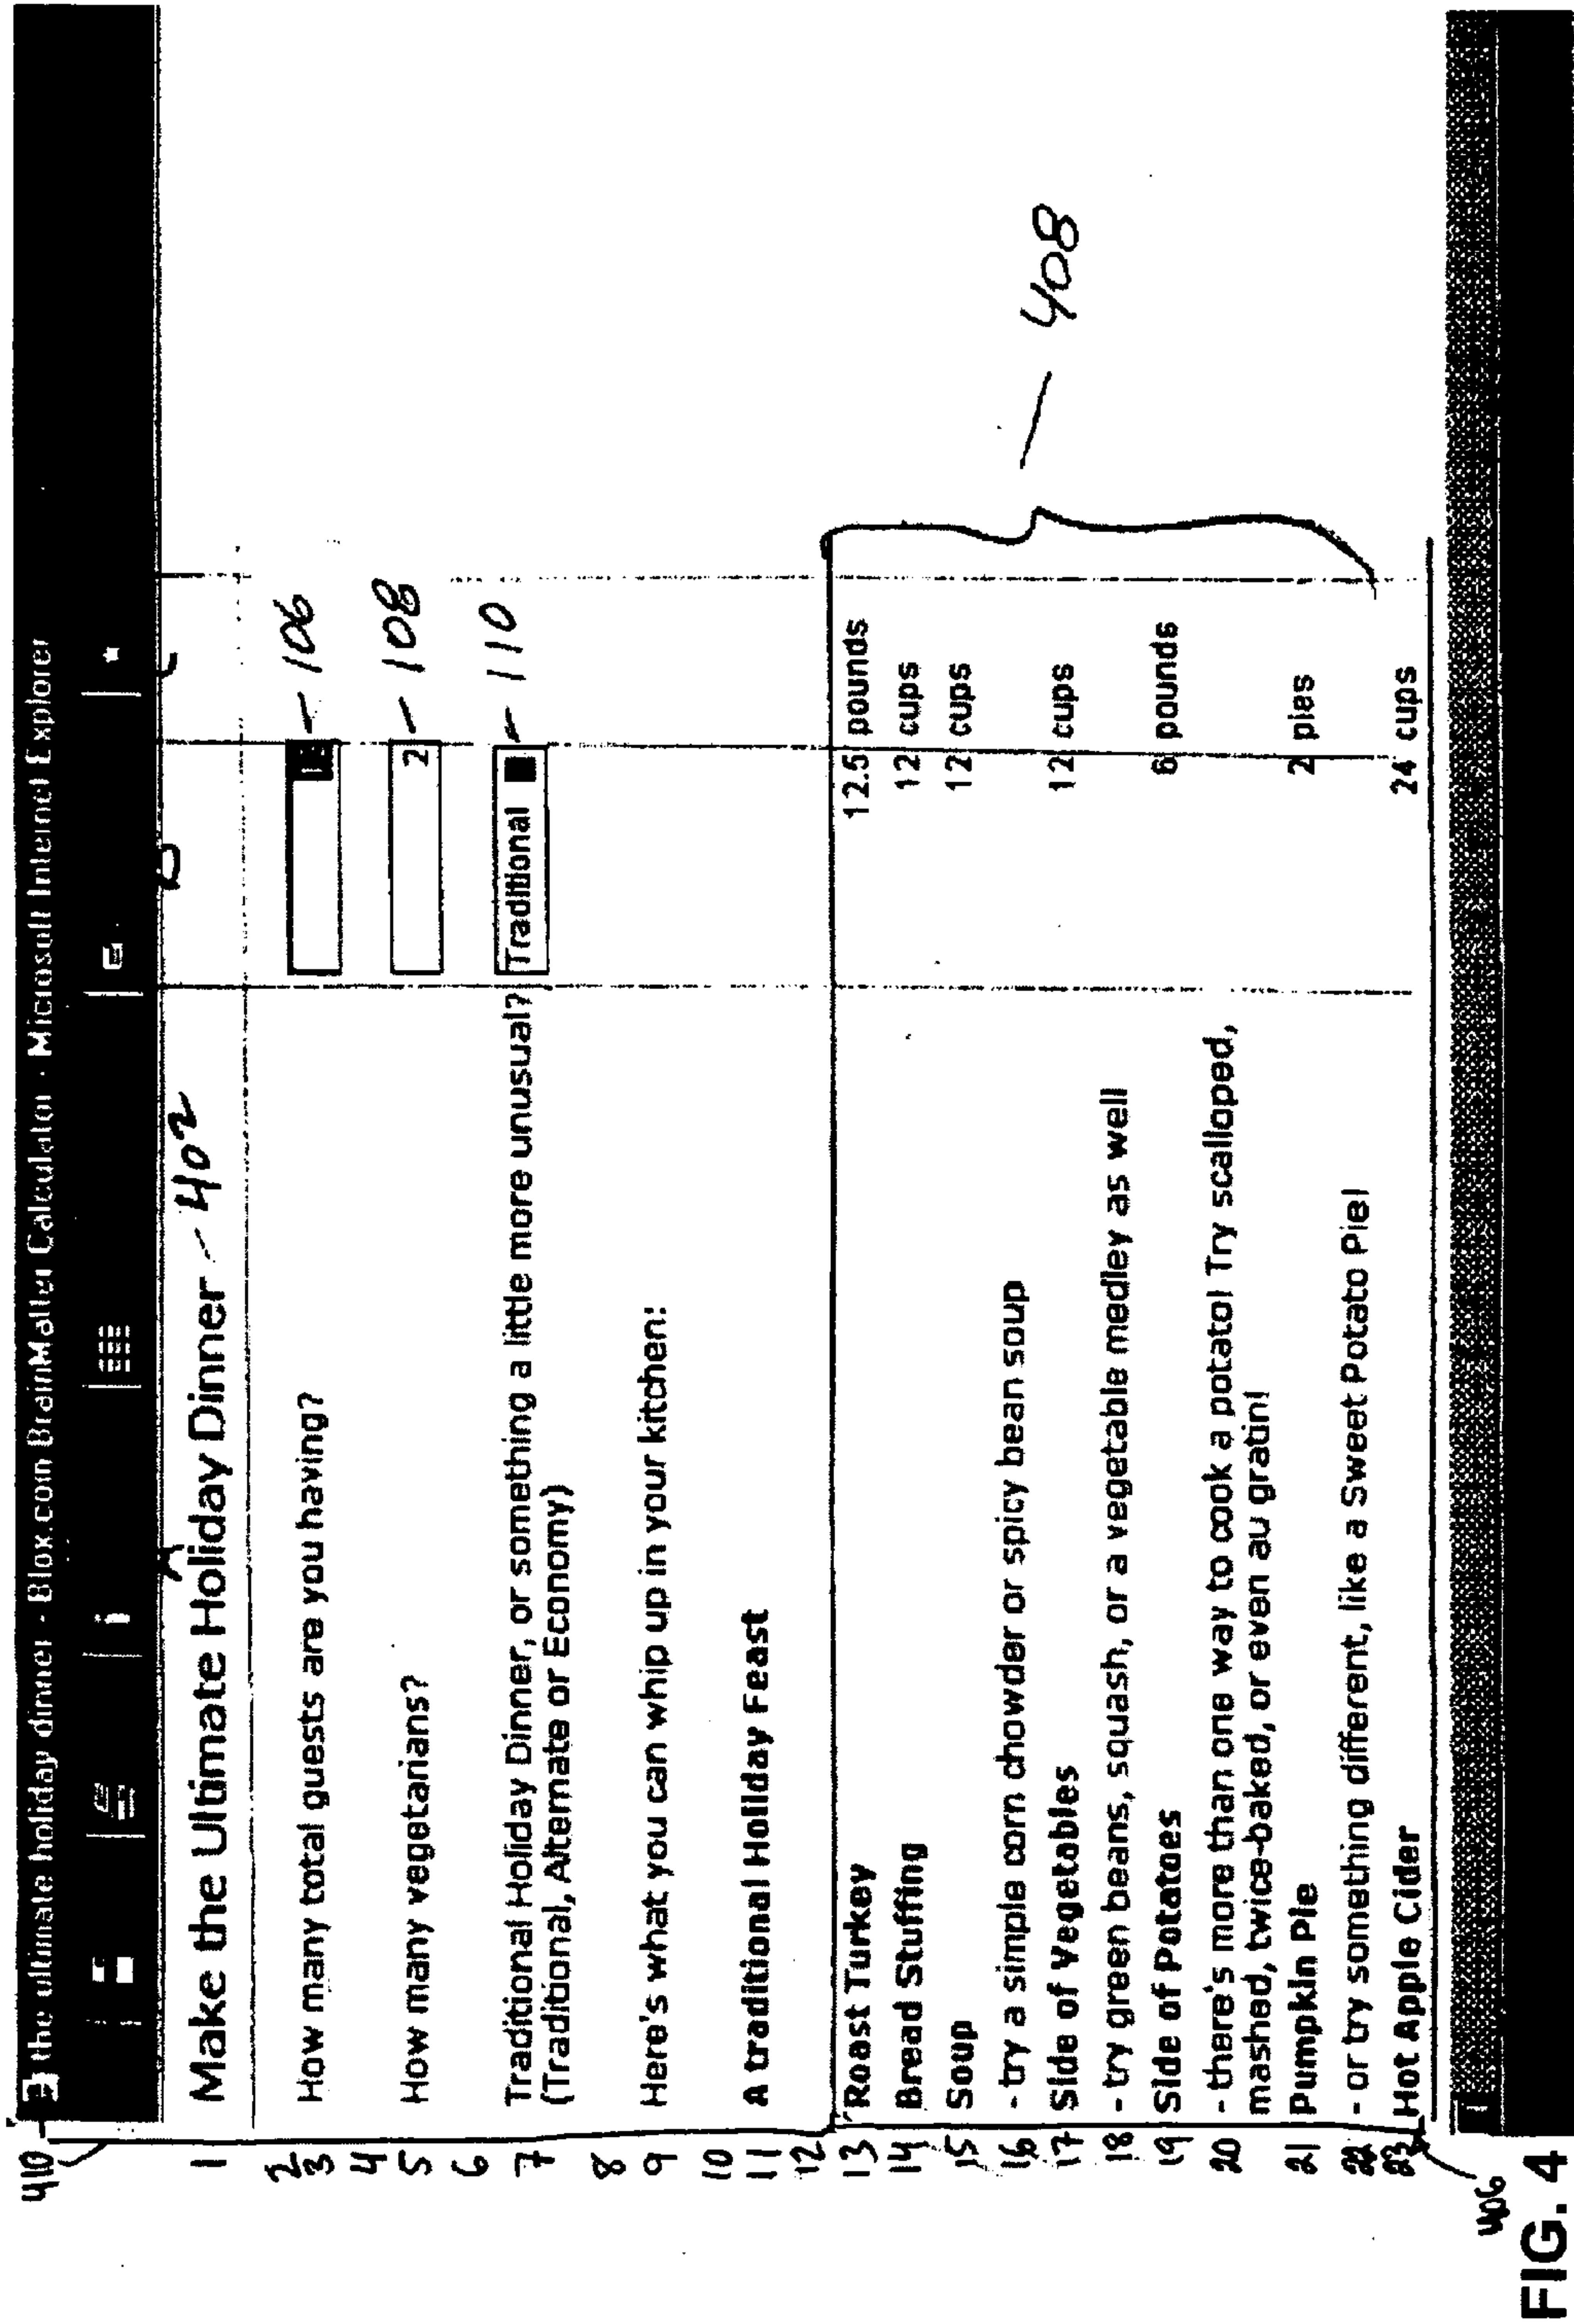 the ultimate holiday dinner - Blox.com BrainMatter Calculator - Microsoft Internet Explorer
410
A
1 Make the Ultimate Holiday Dinner - 402
2
3 How many total guests are you having? - 106
4
5 How many vegetarians? 2 - 108
6
7 Traditional Holiday Dinner, or something a little more unusual? Traditional - 110
(Traditional, Alternate or Economy)
8
9 Here's what you can whip up in your kitchen:
10
11 A traditional Holiday Feast
12
13 Roast Turkey 12.5 pounds
14 Bread Stuffing 12 cups
15 Soup 12 cups
16 - try a simple corn chowder or spicy bean soup
17 Side of Vegetables 12 cups
18 - try green beans, squash, or a vegetable medley as well
19 Side of Potatoes 6 pounds
20 - there's more than one way to cook a potato! Try scalloped,
mashed, twice-baked, or even au gratin!
21 Pumpkin Pie 2 pies
22 - or try something different, like a Sweet Potato Pie!
23 Hot Apple Cider 24 cups
408
406
FIG. 4